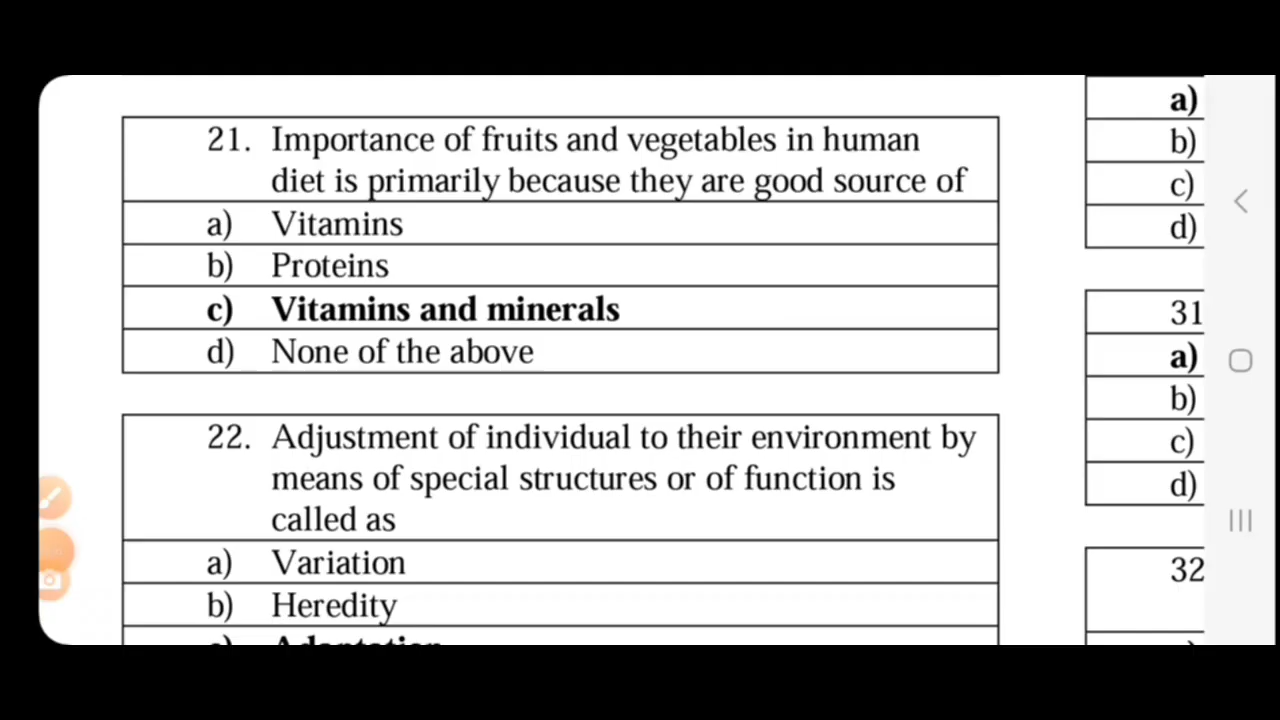 21. Importance of fruits and vegetables in human
diet is primarily because they are good source of
a) Vitamins
b) Proteins
c) Vitamins and minerals
d) None of the above
22. Adjustment of individual to their environment by
means of special structures or of function is
called as
a) Variation
b) Heredity
c) Adaptation
a)
b)
c)
d)
31
a)
b)
c)
d)
32